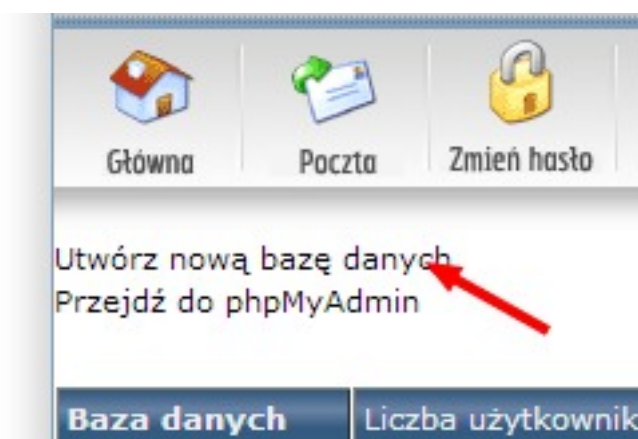 Główna Poczta Zmień hasło
Utwórz nową bazę danych
Przejdź do phpMyAdmin
Baza danych Liczba użytkownik